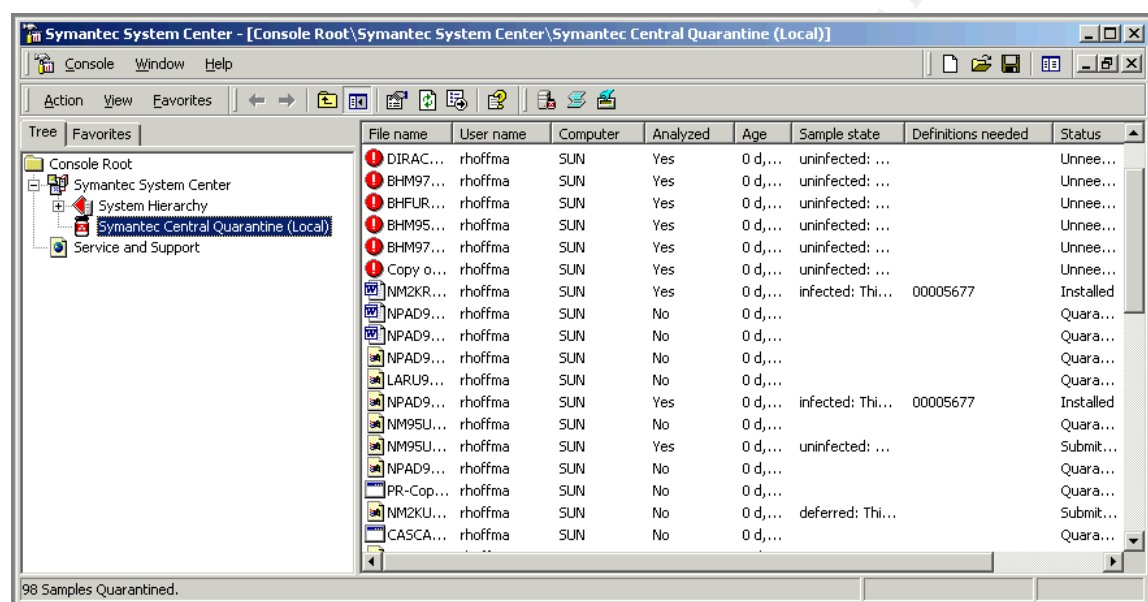 Symantec System Center - [Console Root\Symantec System Center\Symantec Central Quarantine (Local)]
Console Window Help
Action View Favorites
Tree Favorites
Console Root
Symantec System Center
System Hierarchy
Symantec Central Quarantine (Local)
Service and Support
File name User name Computer Analyzed Age Sample state Definitions needed Status
DIRAC... rhoffma SUN Yes 0 d,... uninfected: ... Unnee...
BHM97... rhoffma SUN Yes 0 d,... uninfected: ... Unnee...
BHFUR... rhoffma SUN Yes 0 d,... uninfected: ... Unnee...
BHM95... rhoffma SUN Yes 0 d,... uninfected: ... Unnee...
BHM97... rhoffma SUN Yes 0 d,... uninfected: ... Unnee...
Copy o... rhoffma SUN Yes 0 d,... uninfected: ... Unnee...
NM2KR... rhoffma SUN Yes 0 d,... infected: Thi... 00005677 Installed
NPAD9... rhoffma SUN No 0 d,... Quara...
NPAD9... rhoffma SUN No 0 d,... Quara...
NPAD9... rhoffma SUN No 0 d,... Quara...
LARU9... rhoffma SUN No 0 d,... Quara...
NPAD9... rhoffma SUN Yes 0 d,... infected: Thi... 00005677 Installed
NM95U... rhoffma SUN No 0 d,... Quara...
NM95U... rhoffma SUN Yes 0 d,... uninfected: ... Submit...
NPAD9... rhoffma SUN No 0 d,... Quara...
PR-Cop... rhoffma SUN No 0 d,... Quara...
NM2KU... rhoffma SUN No 0 d,... deferred: Thi... Submit...
CASCA... rhoffma SUN No 0 d,... Quara...
98 Samples Quarantined.